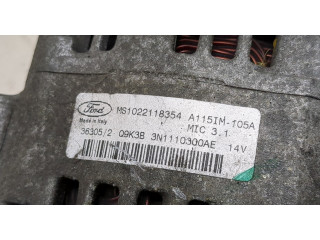 Ford
Made in Italy
MS1022118354 A115IM-105A
MIC 3.1
36305/2 Q9K3B 3N1110300AE 14V